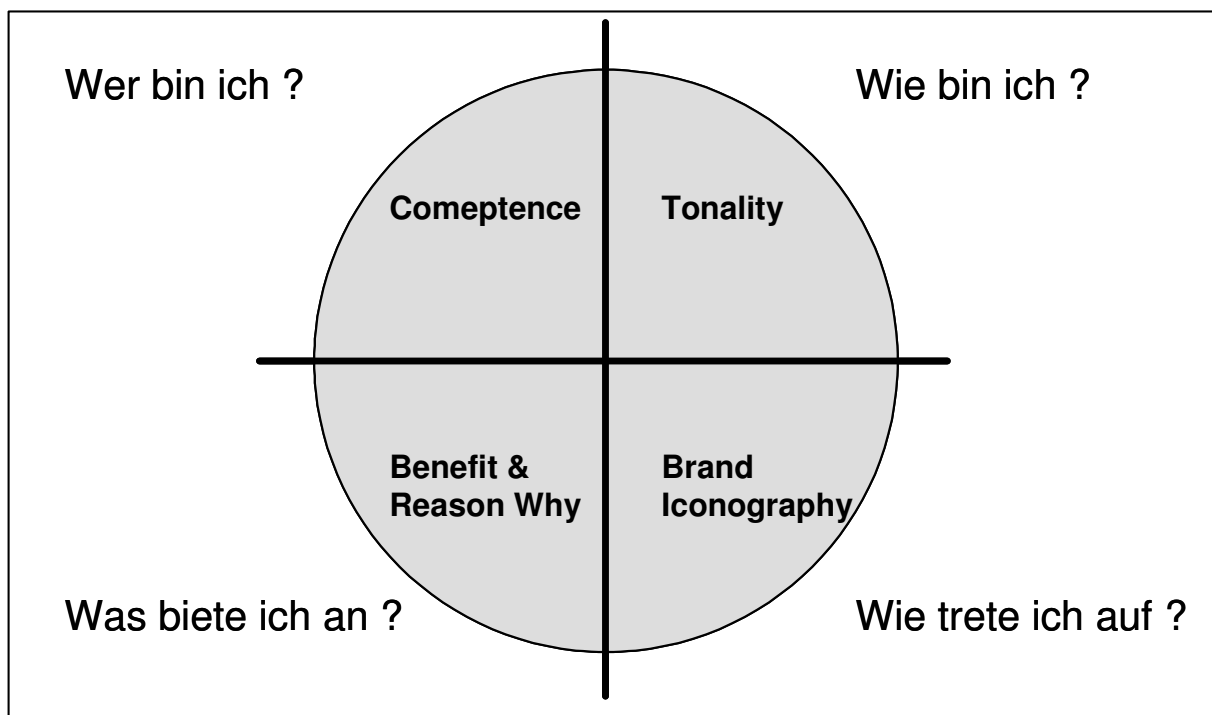 Wer bin ich ?
Wie bin ich ?
Comeptence
Tonality
Benefit &
Reason Why
Brand
Iconography
Was biete ich an ?
Wie trete ich auf ?